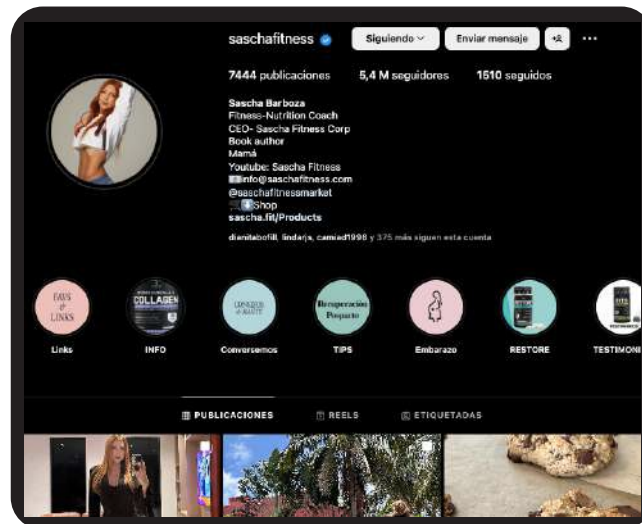 saschafitness
Siguiendo
Enviar mensaje
7444 publicaciones
5,4 M seguidores
1510 seguidos
Sascha Barboza
Fitness-Nutrition Coach
CEO- Sascha Fitness Corp
Book author
Mamá
Youtube: Sascha Fitness
📧info@saschafitness.com
@saschafitnessmarket
🛒⬇️Shop
sascha.fit/Products
dianitabofill, lindarjs, camiad1998 y 375 más siguen esta cuenta
FAVS
LINKS
COLLAGEN
Recuperación
Posparto
Links
INFO
Conversemos
TIPS
Embarazo
RESTORE
TESTIMONI
PUBLICACIONES
REELS
ETIQUETADAS